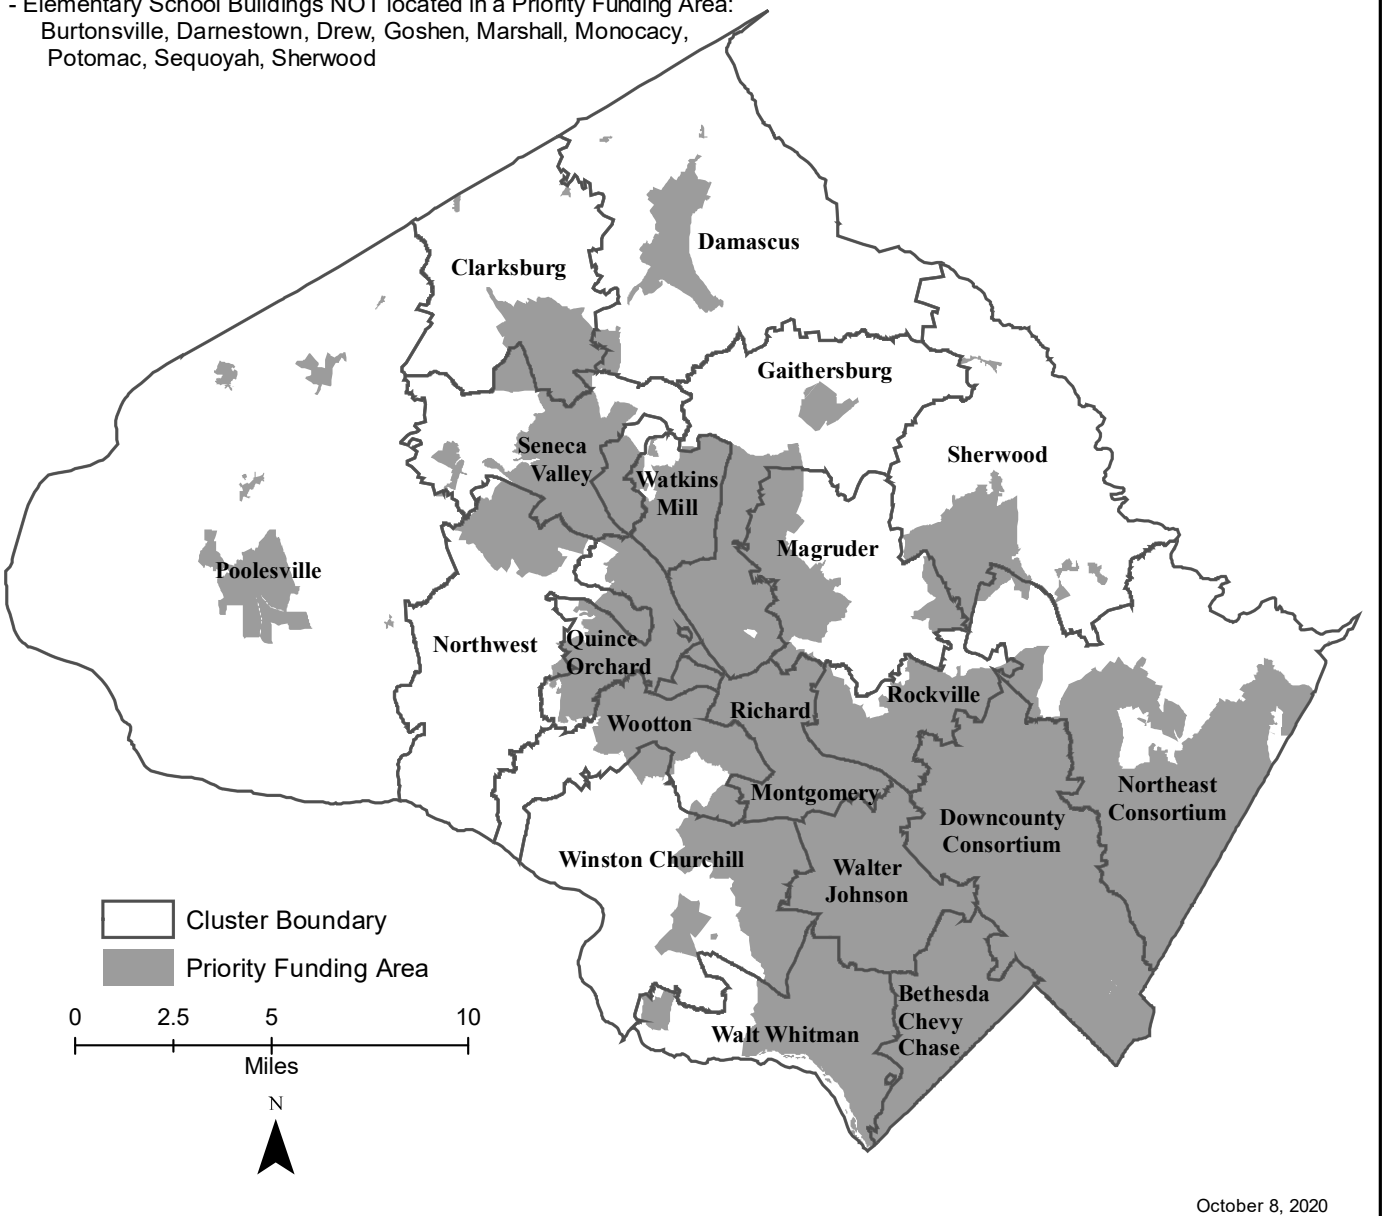 - Elementary School Buildings NOT located in a Priority Funding Area:
Burtonsville, Darnestown, Drew, Goshen, Marshall, Monocacy,
Potomac, Sequoyah, Sherwood
Damascus
Clarksburg
Gaithersburg
Seneca
Valley
Watkins
Mill
Sherwood
Magruder
Poolesville
Northwest
Quince
Orchard
Rockville
Wootton
Richard
Montgomery
Northeast
Consortium
Downcounty
Consortium
Winston Churchill
Walter
Johnson
Bethesda
Chevy
Chase
Walt Whitman
Cluster Boundary
Priority Funding Area
0 2.5 5 10
Miles
N
October 8, 2020